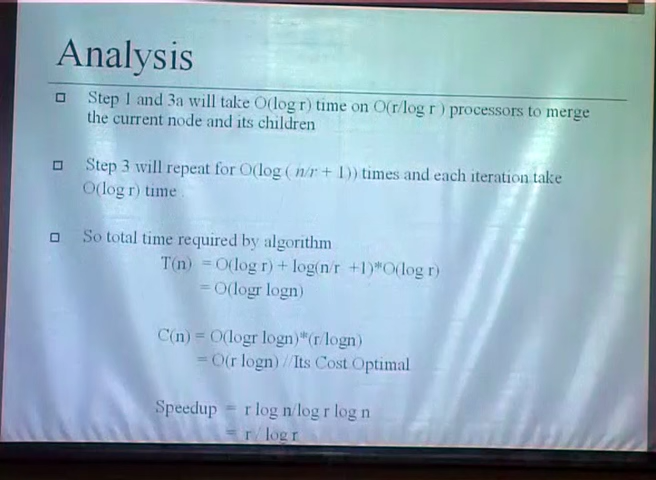 Analysis
Step 1 and 3a will take O(log r) time on O(r/log r ) processors to merge
the current node and its children
Step 3 will repeat for O(log ( n/r + 1)) times and each iteration take
O(log r) time
So total time required by algorithm
T(n) = O(log r) + log(n/r +1)*O(log r)
= O(logr logn)
C(n) = O(logr logn)*(r/logn)
= O(r logn) //Its Cost Optimal
Speedup = r log n/log r log n
= r / log r